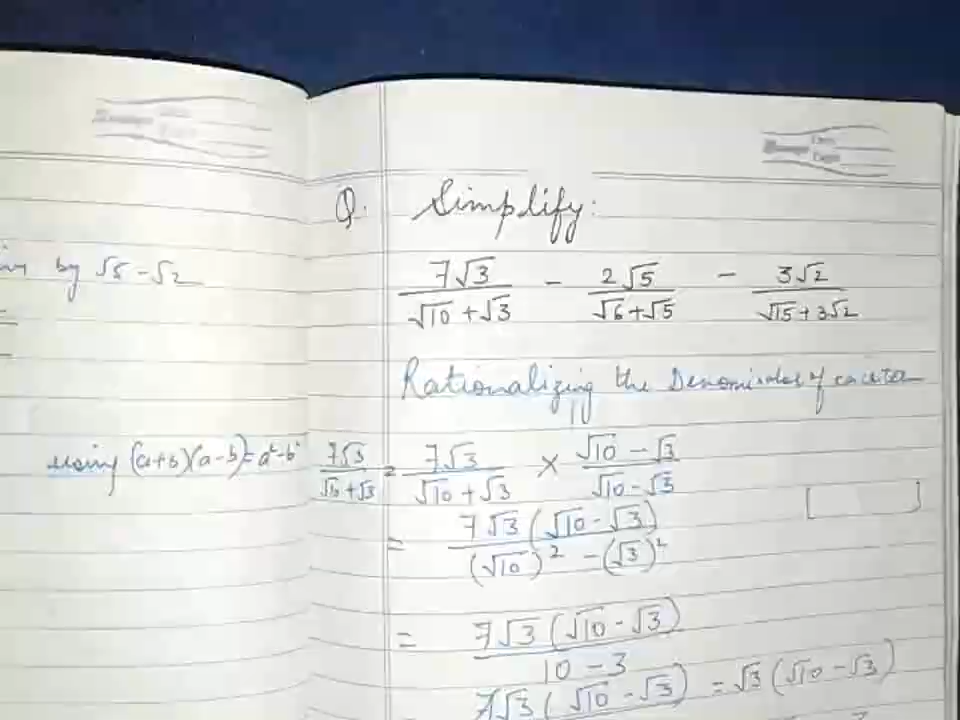 Q. Simplify:
ing by √5 - √2
7√3/(√10 + √3) - 2√5/(√6 + √5) - 3√2/(√15 + 3√2)
Rationalizing the Denominator of
using (a+b)(a-b) = a² - b² 7√3/(√10 + √3) = 7√3/(√10 + √3) × (√10 - √3)/(√10 - √3)
= 7√3(√10 - √3)/((√10)² - (√3)²)
= 7√3(√10 - √3)/(10 - 3)
7√3(√10 - √3) = √3(√10 - √3)